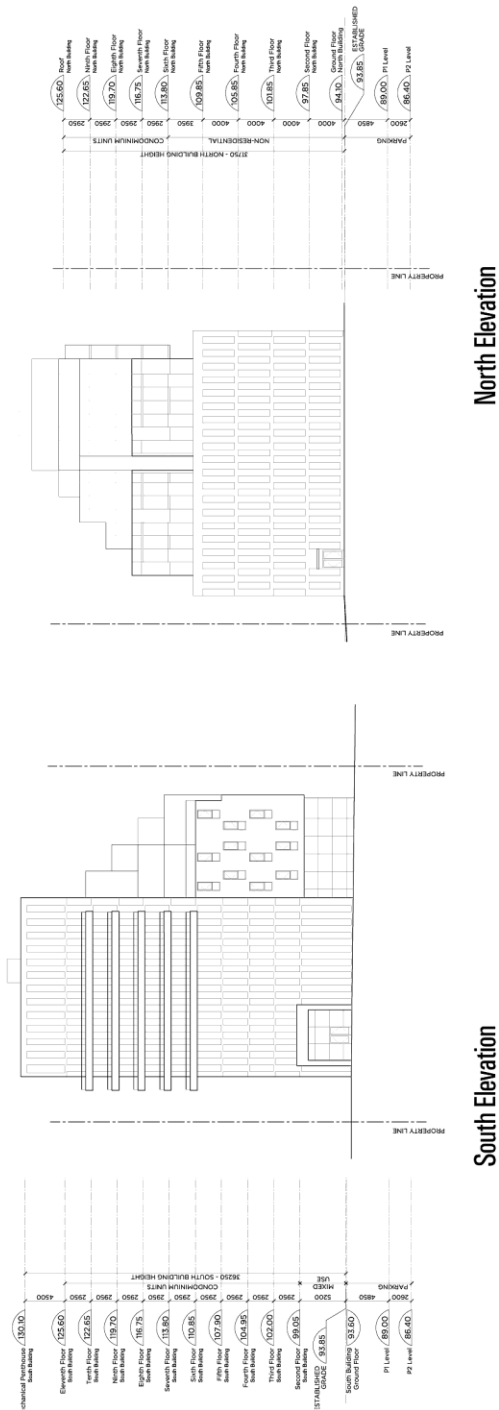 125.60
Roof
North Building
122.65
Ninth Floor
North Building
119.70
Eighth Floor
North Building
116.75
Seventh Floor
North Building
113.80
Sixth Floor
North Building
109.85
Fifth Floor
North Building
105.85
Fourth Floor
North Building
101.85
Third Floor
North Building
97.85
Second Floor
North Building
94.10
Ground Floor
North Building
93.85
ESTABLISHED
GRADE
89.00
P1 Level
86.40
P2 Level
2950
2950
2950
2950
3950
4000
4000
4000
4000
4850
2600
CONDOMINIUM UNITS
NON-RESIDENTIAL
PARKING
31750 - NORTH BUILDING HEIGHT
PROPERTY LINE
PROPERTY LINE
North Elevation
PROPERTY LINE
PROPERTY LINE
South Elevation
36250 - SOUTH BUILDING HEIGHT
CONDOMINIUM UNITS
MIXED
USE
PARKING
4500
2950
2950
2950
2950
2950
2950
2950
2950
2950
5200
4850
2600
chanical Penthouse
South Building
130.10
Eleventh Floor
South Building
125.60
Tenth Floor
South Building
122.65
Ninth Floor
South Building
119.70
Eighth Floor
South Building
116.75
Seventh Floor
South Building
113.80
Sixth Floor
South Building
110.85
Fifth Floor
South Building
107.90
Fourth Floor
South Building
104.95
Third Floor
South Building
102.00
Second Floor
South Building
99.05
STABLISHED
GRADE
93.85
South Building
Ground Floor
93.60
P1 Level
89.00
P2 Level
86.40